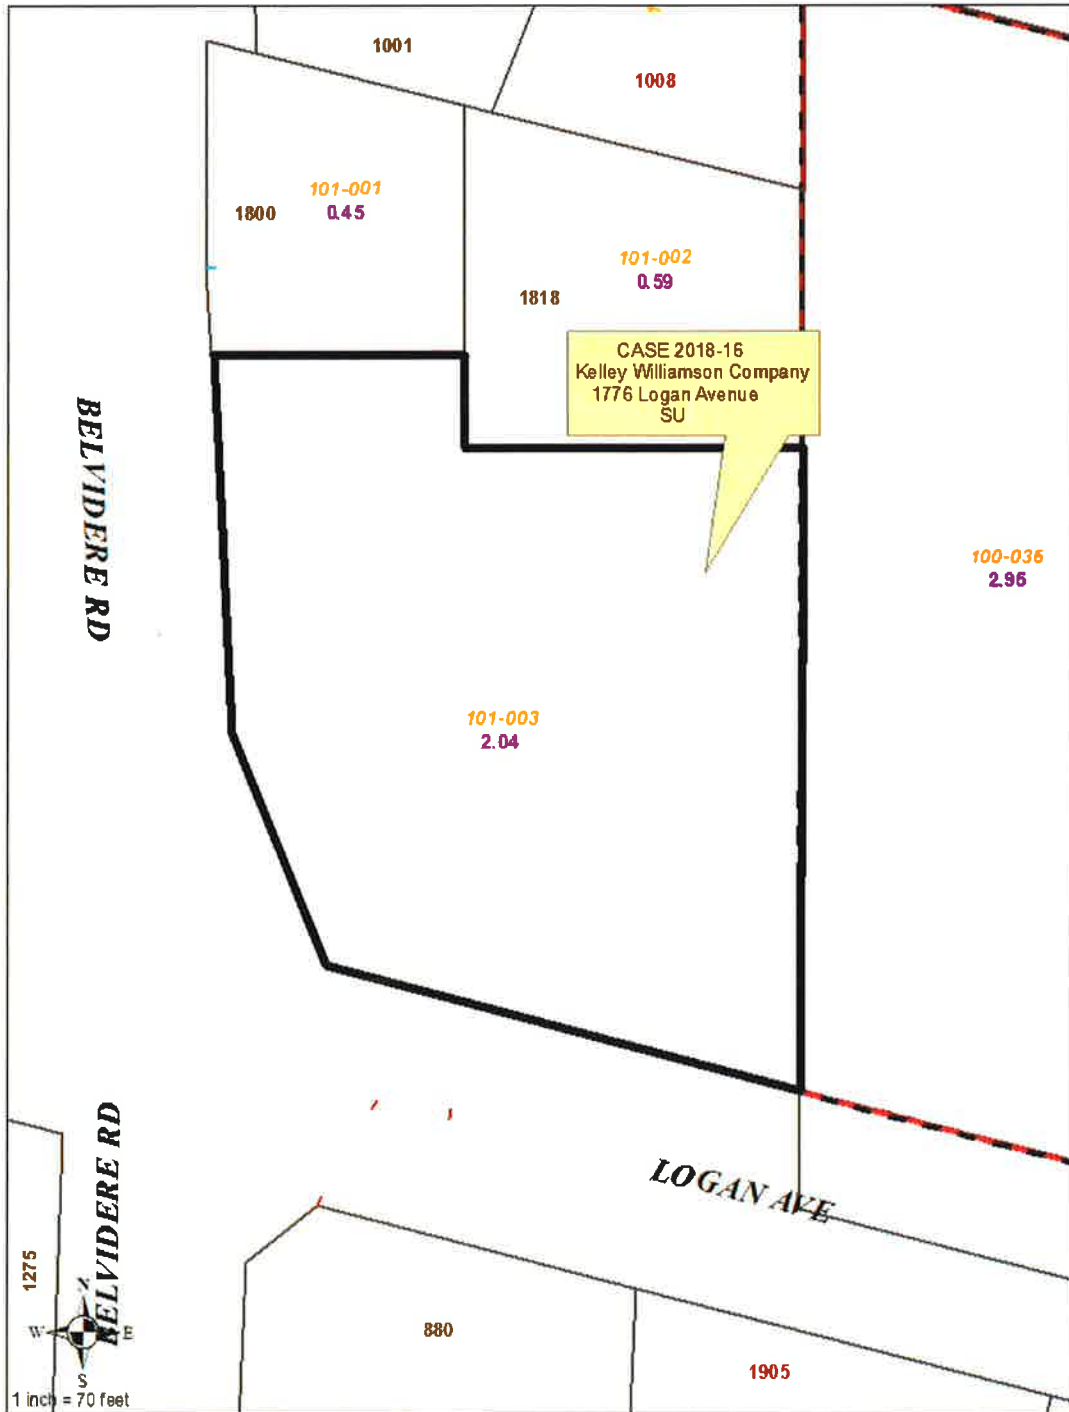 1001
1008
101-001
1800
0.45
101-002
0.59
1818
CASE 2018-16
Kelley Williamson Company
1776 Logan Avenue
SU
BELVIDERE RD
100-036
2.96
101-003
2.04
BELVIDERE RD
LOGAN AVE
1275
N
W
E
S
880
1905
1 inch = 70 feet